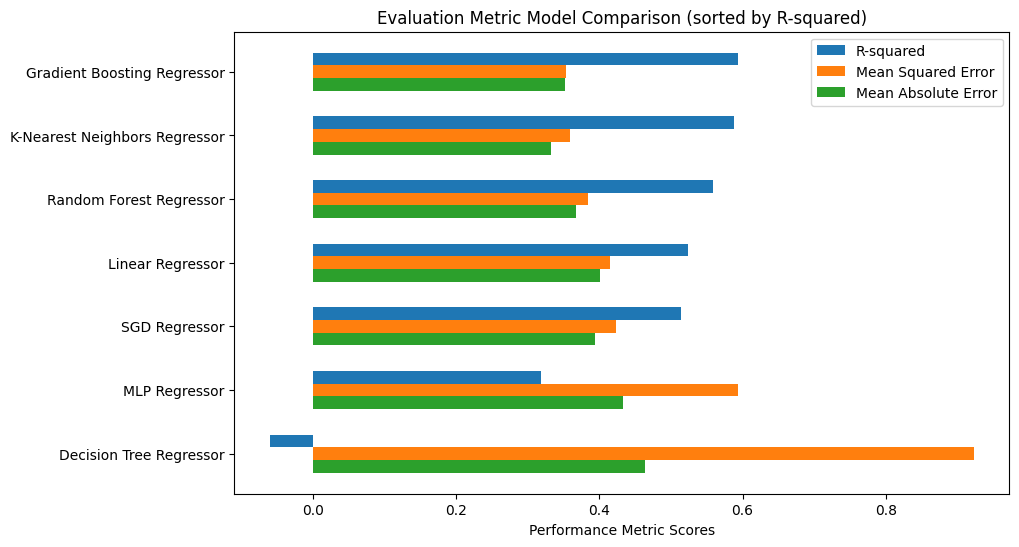 Evaluation Metric Model Comparison (sorted by R-squared)
R-squared
Mean Squared Error
Mean Absolute Error
Gradient Boosting Regressor
K-Nearest Neighbors Regressor
Random Forest Regressor
Linear Regressor
SGD Regressor
MLP Regressor
Decision Tree Regressor
0.0 0.2 0.4 0.6 0.8
Performance Metric Scores